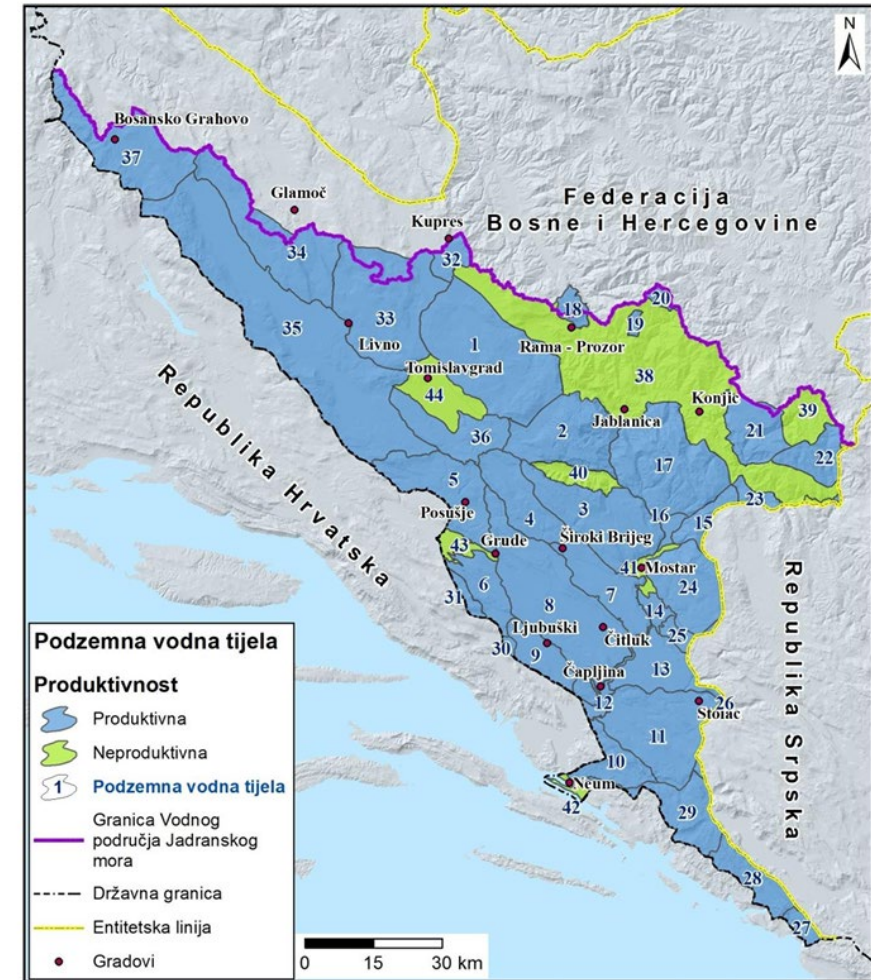 N
Bosansko Grahovo
37
Glamoč
Federacija
Bosne i Hercegovine
Kupres
34
32
20
18
19
35
33
Livno
1
Rama - Prozor
Tomislavgrad
44
38
Konjic
39
Jablanica
21
36
2
17
22
40
23
5
Posušje
4
3
16
15
Republika Hrvatska
43
Grude
Široki Brijeg
41
Mostar
24
6
7
31
8
14
Ljubuški
Čitluk
25
30
9
13
Čapljina
12
26
Stolac
Republika Srpska
11
10
Neum
42
29
28
27
Podzemna vodna tijela
Produktivnost
Produktivna
Neproduktivna
1 Podzemna vodna tijela
Granica Vodnog
područja Jadranskog
mora
Državna granica
Entitetska linija
Gradovi
0 15 30 km